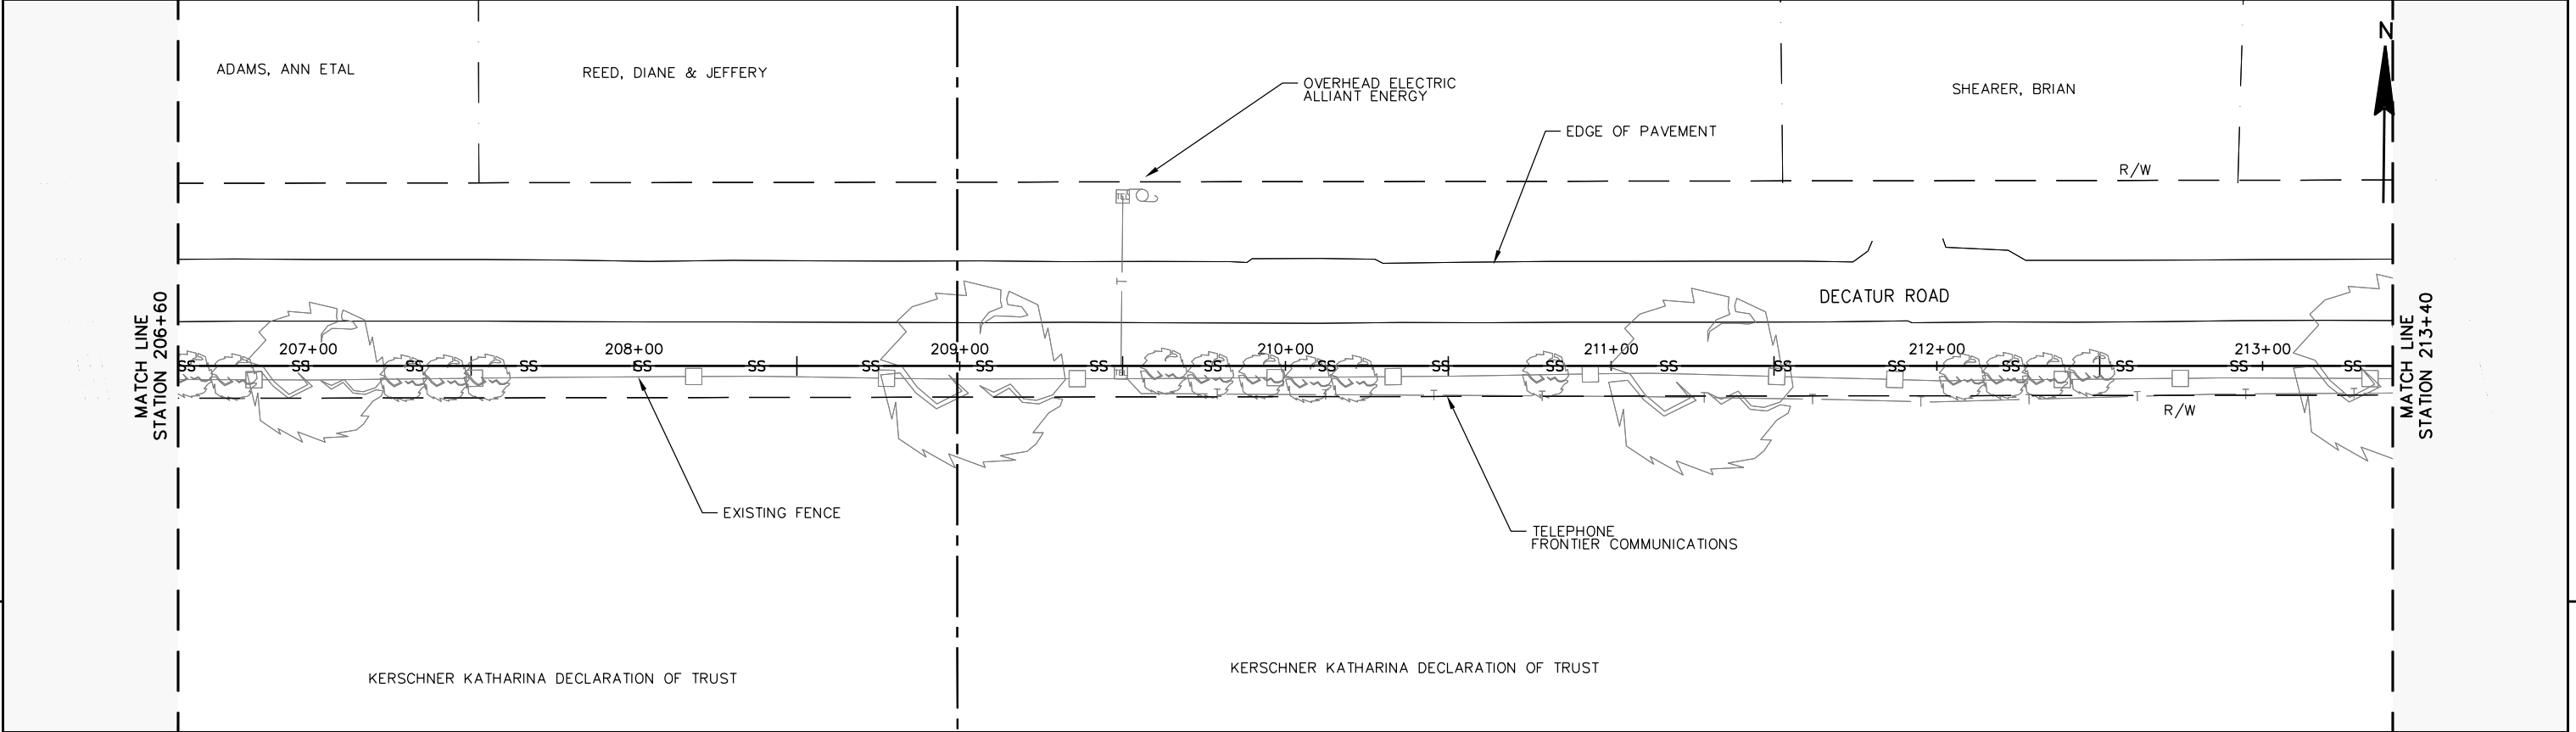 N
ADAMS, ANN ETAL
REED, DIANE & JEFFERY
OVERHEAD ELECTRIC
ALLIANT ENERGY
SHEARER, BRIAN
EDGE OF PAVEMENT
R/W
TEL
T
DECATUR ROAD
MATCH LINE
STATION 206+60
MATCH LINE
STATION 213+40
207+00
208+00
209+00
210+00
211+00
212+00
213+00
SS SS SS SS SS SS SS SS SS SS SS SS SS SS SS SS SS SS SS SS
T T T T T T T T T T T
R/W
EXISTING FENCE
TELEPHONE
FRONTIER COMMUNICATIONS
KERSCHNER KATHARINA DECLARATION OF TRUST
KERSCHNER KATHARINA DECLARATION OF TRUST